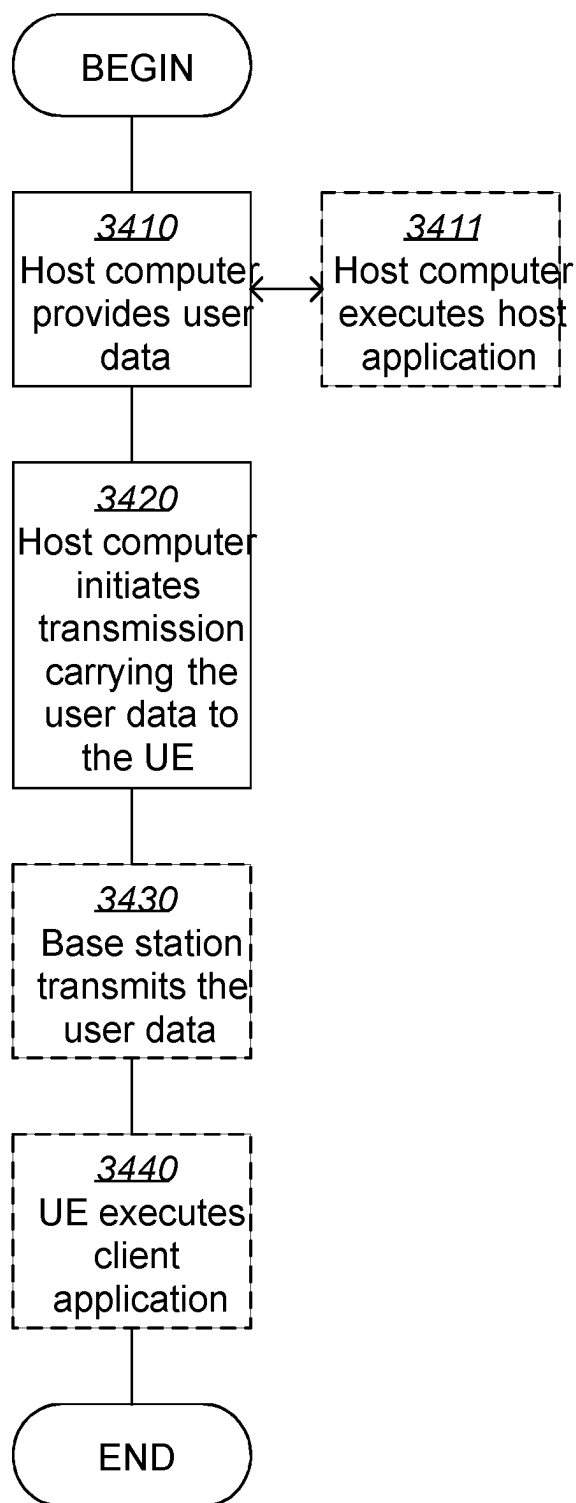 BEGIN
3410
Host computer
provides user
data
3411
Host computer
executes host
application
3420
Host computer
initiates
transmission
carrying the
user data to
the UE
3430
Base station
transmits the
user data
3440
UE executes
client
application
END